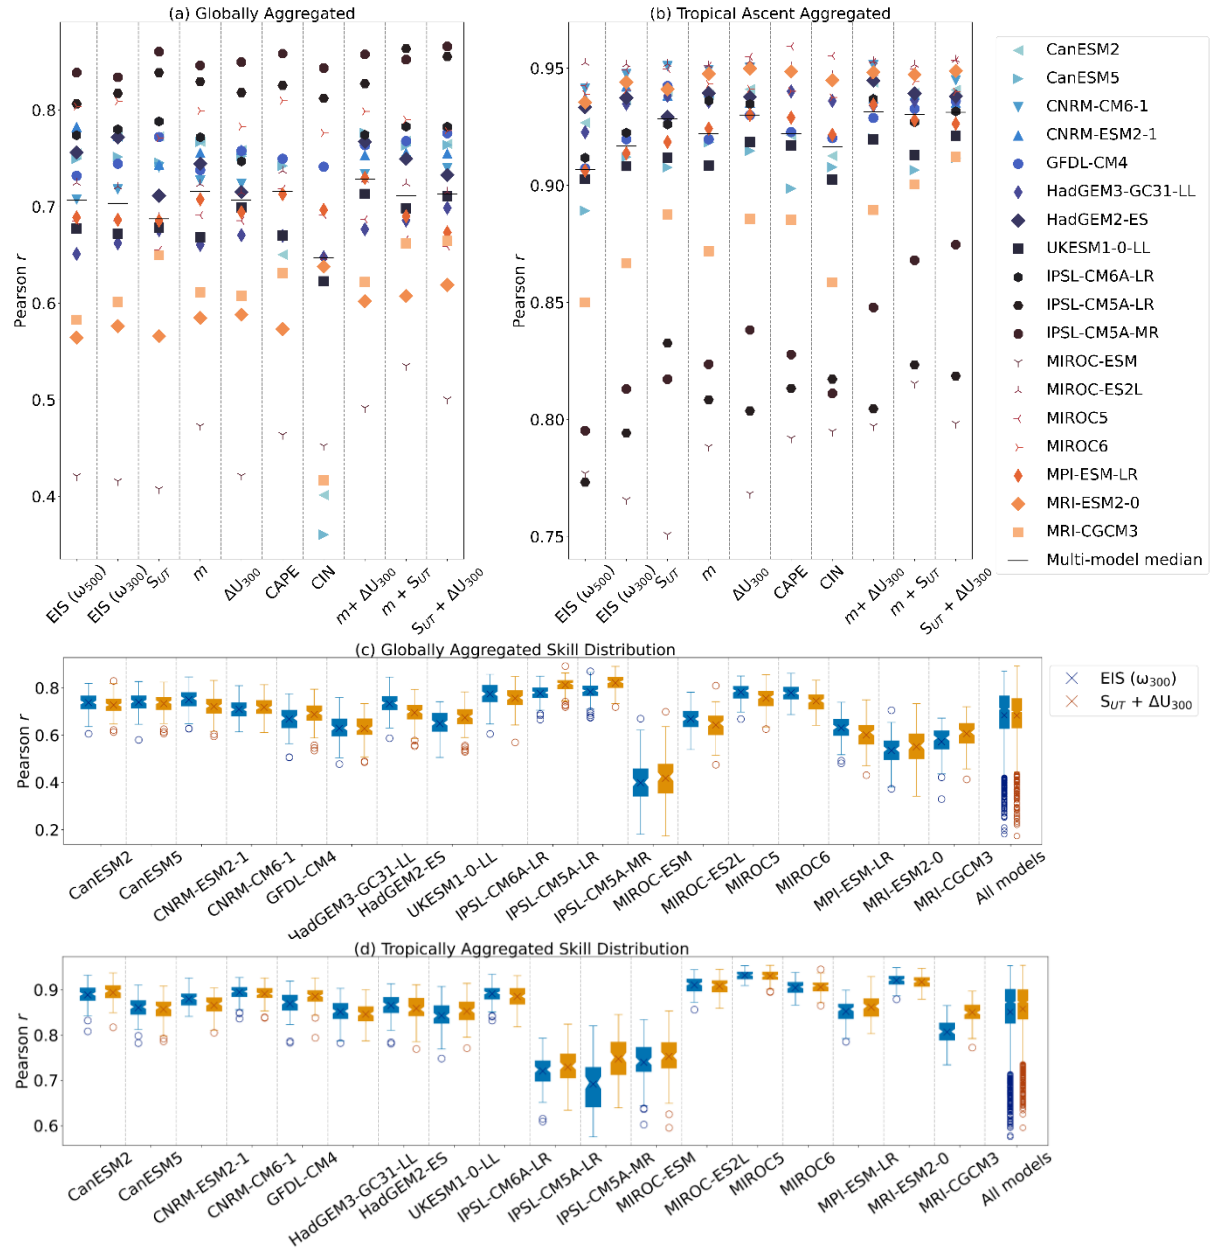 (a) Globally Aggregated
(b) Tropical Ascent Aggregated
Pearson r
0.8
0.7
0.6
0.5
0.4
EIS (ω500)
EIS (ω300)
SUT
m
ΔU300
CAPE
CIN
m+ ΔU300
m + SUT
SUT + ΔU300
Pearson r
0.95
0.90
0.85
0.80
0.75
EIS (ω500)
EIS (ω300)
SUT
m
ΔU300
CAPE
CIN
m+ ΔU300
m + SUT
SUT + ΔU300
CanESM2
CanESM5
CNRM-CM6-1
CNRM-ESM2-1
GFDL-CM4
HadGEM3-GC31-LL
HadGEM2-ES
UKESM1-0-LL
IPSL-CM6A-LR
IPSL-CM5A-LR
IPSL-CM5A-MR
MIROC-ESM
MIROC-ES2L
MIROC5
MIROC6
MPI-ESM-LR
MRI-ESM2-0
MRI-CGCM3
Multi-model median
(c) Globally Aggregated Skill Distribution
Pearson r
0.8
0.6
0.4
0.2
CanESM2
CanESM5
CNRM-ESM2-1
CNRM-CM6-1
GFDL-CM4
HadGEM3-GC31-LL
HadGEM2-ES
UKESM1-0-LL
IPSL-CM6A-LR
IPSL-CM5A-LR
IPSL-CM5A-MR
MIROC-ESM
MIROC-ES2L
MIROC5
MIROC6
MPI-ESM-LR
MRI-ESM2-0
MRI-CGCM3
All models
EIS (ω300)
SUT + ΔU300
(d) Tropically Aggregated Skill Distribution
Pearson r
0.9
0.8
0.7
0.6
CanESM2
CanESM5
CNRM-ESM2-1
CNRM-CM6-1
GFDL-CM4
HadGEM3-GC31-LL
HadGEM2-ES
UKESM1-0-LL
IPSL-CM6A-LR
IPSL-CM5A-LR
IPSL-CM5A-MR
MIROC-ESM
MIROC-ES2L
MIROC5
MIROC6
MPI-ESM-LR
MRI-ESM2-0
MRI-CGCM3
All models